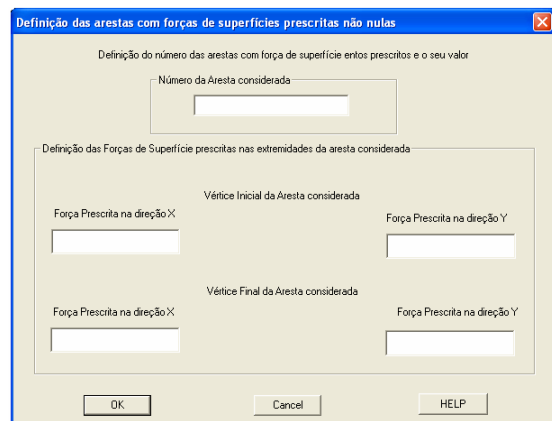 Definição das arestas com forças de superfícies prescritas não nulas
Definição do número das arestas com força de superfície entos prescritos e o seu valor
Número da Aresta considerada
Definição das Forças de Superfície prescritas nas extremidades da aresta considerada
Vértice Inicial da Aresta considerada
Força Prescrita na direção X
Força Prescrita na direção Y
Vértice Final da Aresta considerada
Força Prescrita na direção X
Força Prescrita na direção Y
OK
Cancel
HELP